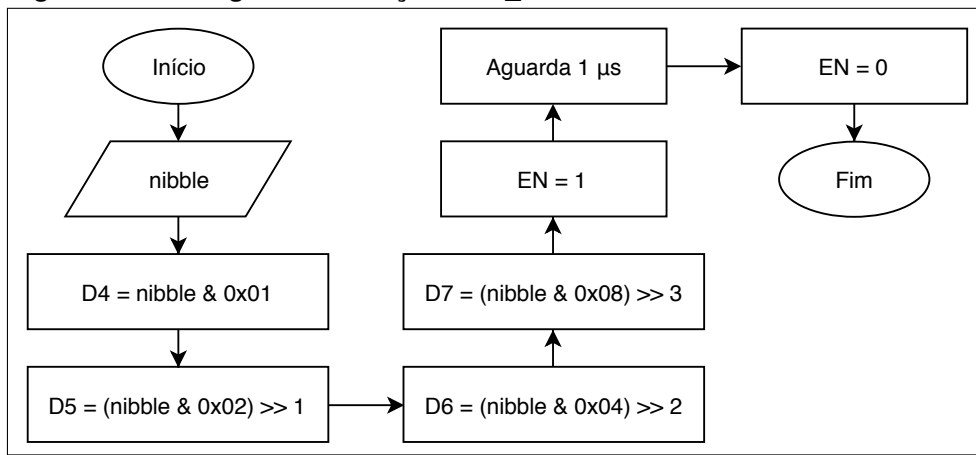 Início
nibble
D4 = nibble & 0x01
D5 = (nibble & 0x02) >> 1
D6 = (nibble & 0x04) >> 2
D7 = (nibble & 0x08) >> 3
EN = 1
Aguarda 1 µs
EN = 0
Fim